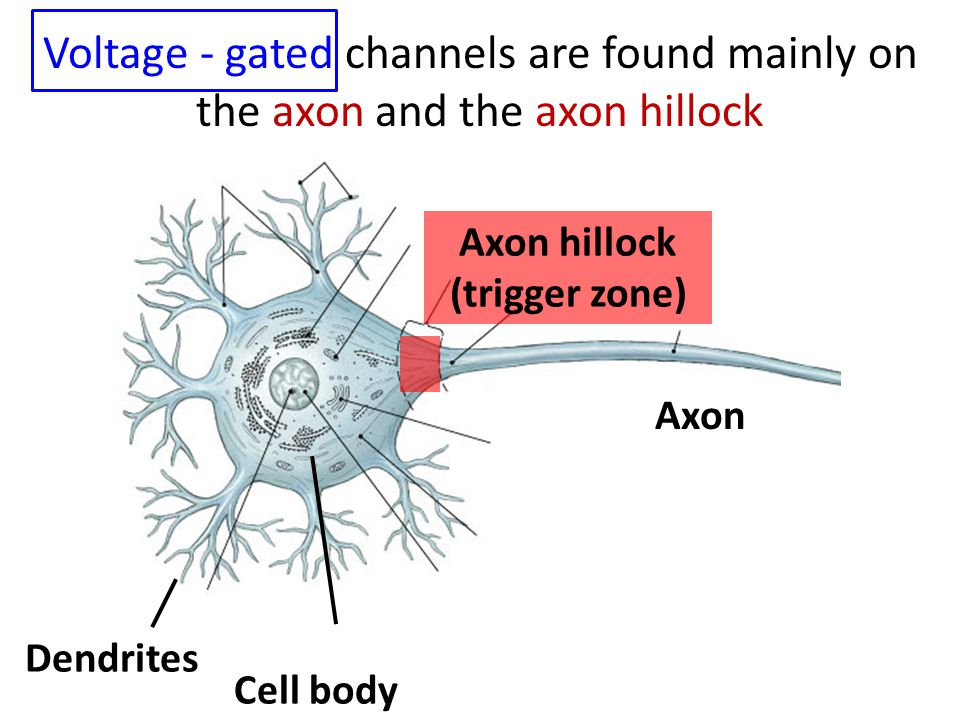 Voltage - gated channels are found mainly on
the axon and the axon hillock
Axon hillock
(trigger zone)
Axon
Dendrites
Cell body